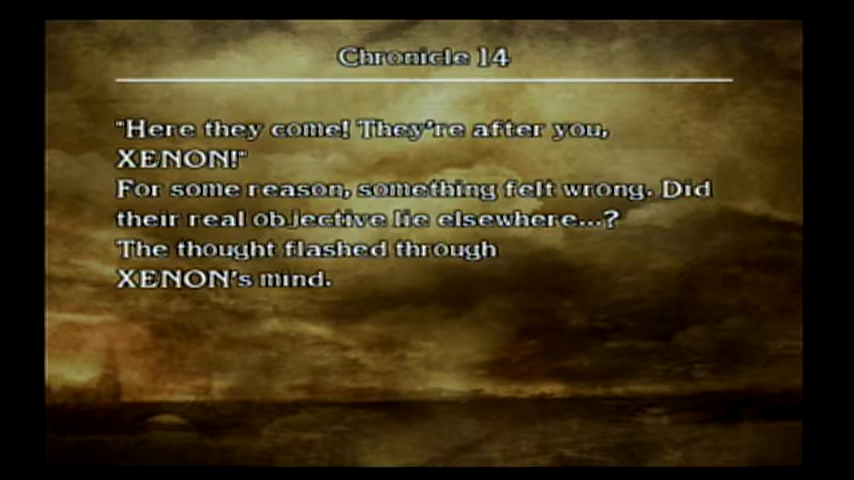 Chronicle 14
"Here they come! They're after you,
XENON!"
For some reason, something felt wrong. Did
their real objective lie elsewhere...?
The thought flashed through
XENON's mind.